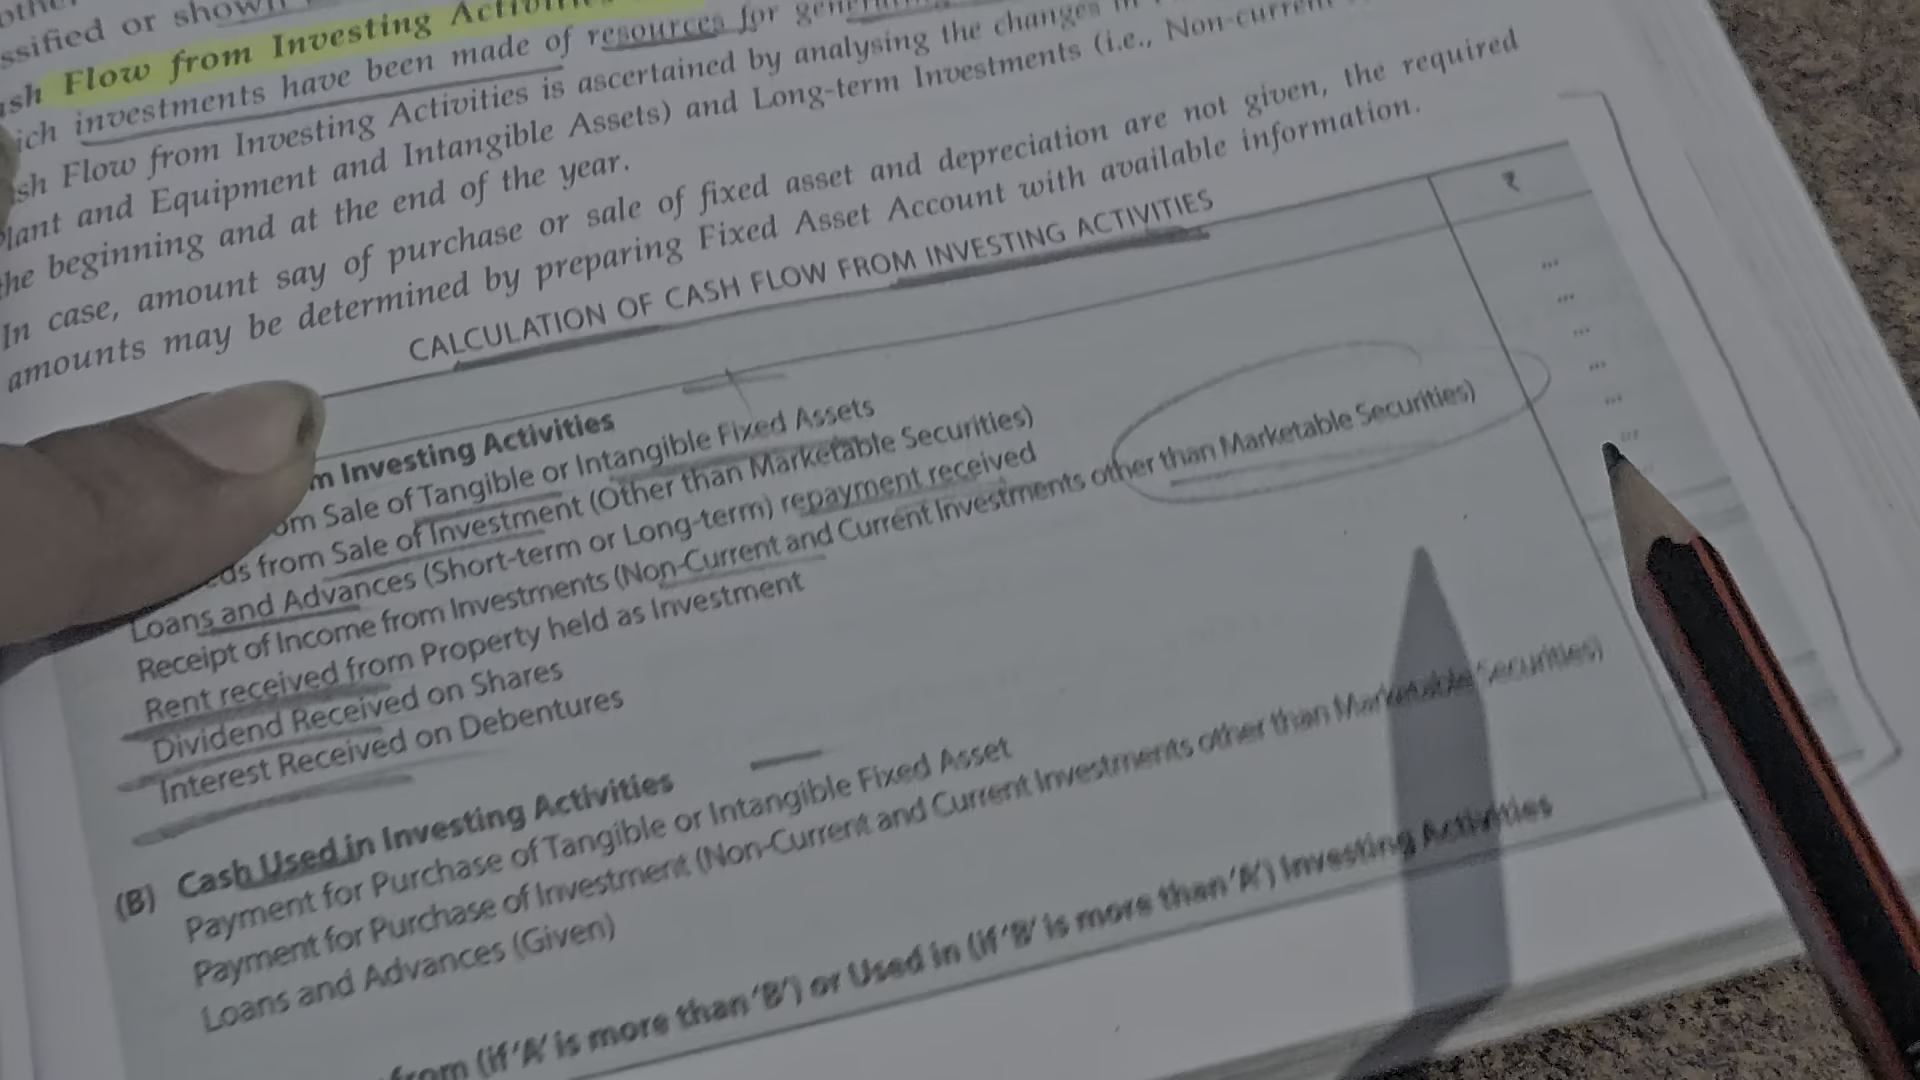 ssified or shown
Flow from Investing
ich investments have been made of resources for
sh Flow from Investing Activities is ascertained by analysing the changes
lant and Equipment and Intangible Assets) and Long-term Investments (i.e., Non-current
he beginning and at the end of the year.
In case, amount say of purchase or sale of fixed asset and depreciation are not given, the required
amounts may be determined by preparing Fixed Asset Account with available information.
CALCULATION OF CASH FLOW FROM INVESTING ACTIVITIES
₹
m Investing Activities
om Sale of Tangible or Intangible Fixed Assets ...
ds from Sale of Investment (Other than Marketable Securities) ...
Loans and Advances (Short-term or Long-term) repayment received ...
Receipt of Income from Investments (Non-Current and Current Investments other than Marketable Securities) ...
Rent received from Property held as Investment ...
Dividend Received on Shares ...
Interest Received on Debentures
(B) Cash Used in Investing Activities
Payment for Purchase of Tangible or Intangible Fixed Asset
Payment for Purchase of Investment (Non-Current and Current Investments other than Marketable Securities)
Loans and Advances (Given)
from (if 'A' is more than 'B') or Used in (if 'B' is more than 'A') Investing Activities